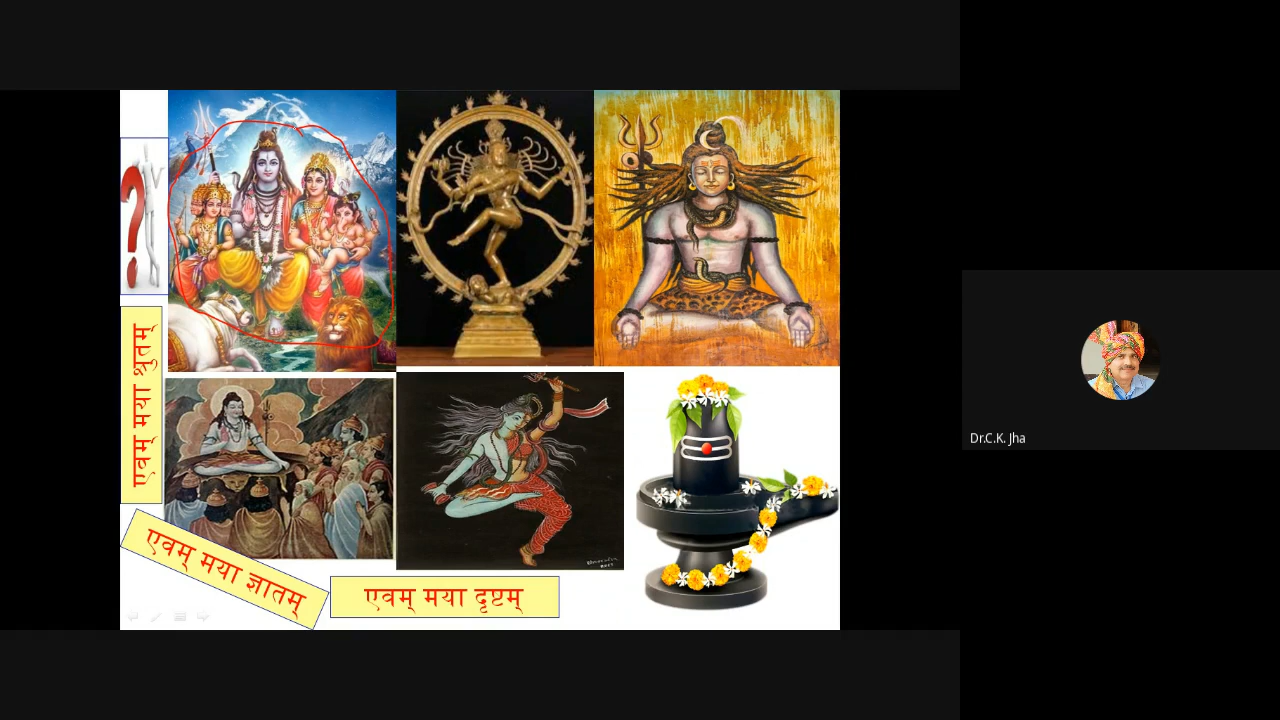 एवम् मया श्रुतम्
एवम् मया ज्ञातम्
एवम् मया दृष्टम्
Dr.C.K. Jha